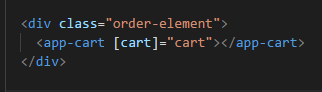 <div class="order-element">
<app-cart [cart]="cart"></app-cart>
</div>